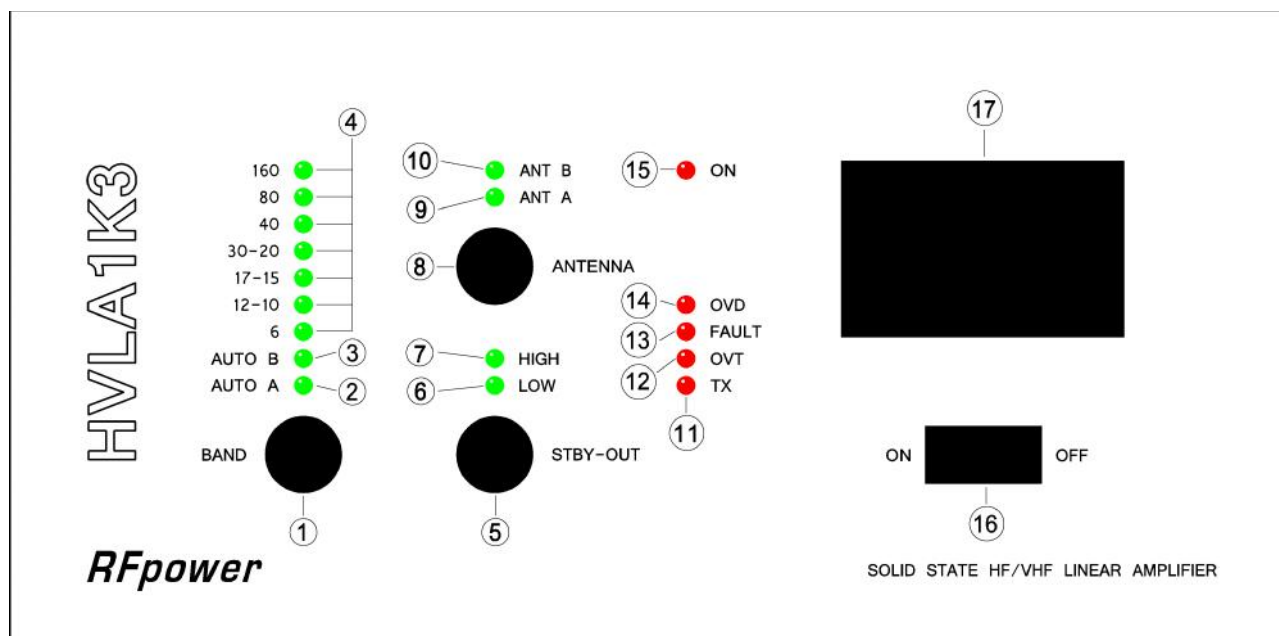 HVLA1K3
④
160
80
40
30-20
17-15
12-10
6
AUTO B ③
AUTO A ②
BAND
①
⑩ ANT B
⑨ ANT A
⑧ ANTENNA
⑦ HIGH
⑥ LOW
STBY-OUT
⑤
⑮ ON
⑭ OVD
⑬ FAULT
⑫ OVT
TX
⑪
⑰
ON OFF
⑯
RFpower
SOLID STATE HF/VHF LINEAR AMPLIFIER